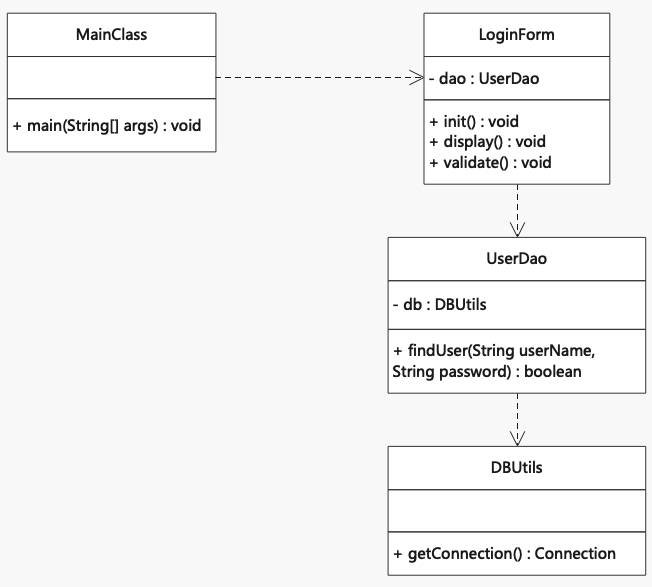 MainClass
+ main(String[] args) : void
LoginForm
- dao : UserDao
+ init() : void
+ display() : void
+ validate() : void
UserDao
- db : DBUtils
+ findUser(String userName,
String password) : boolean
DBUtils
+ getConnection() : Connection